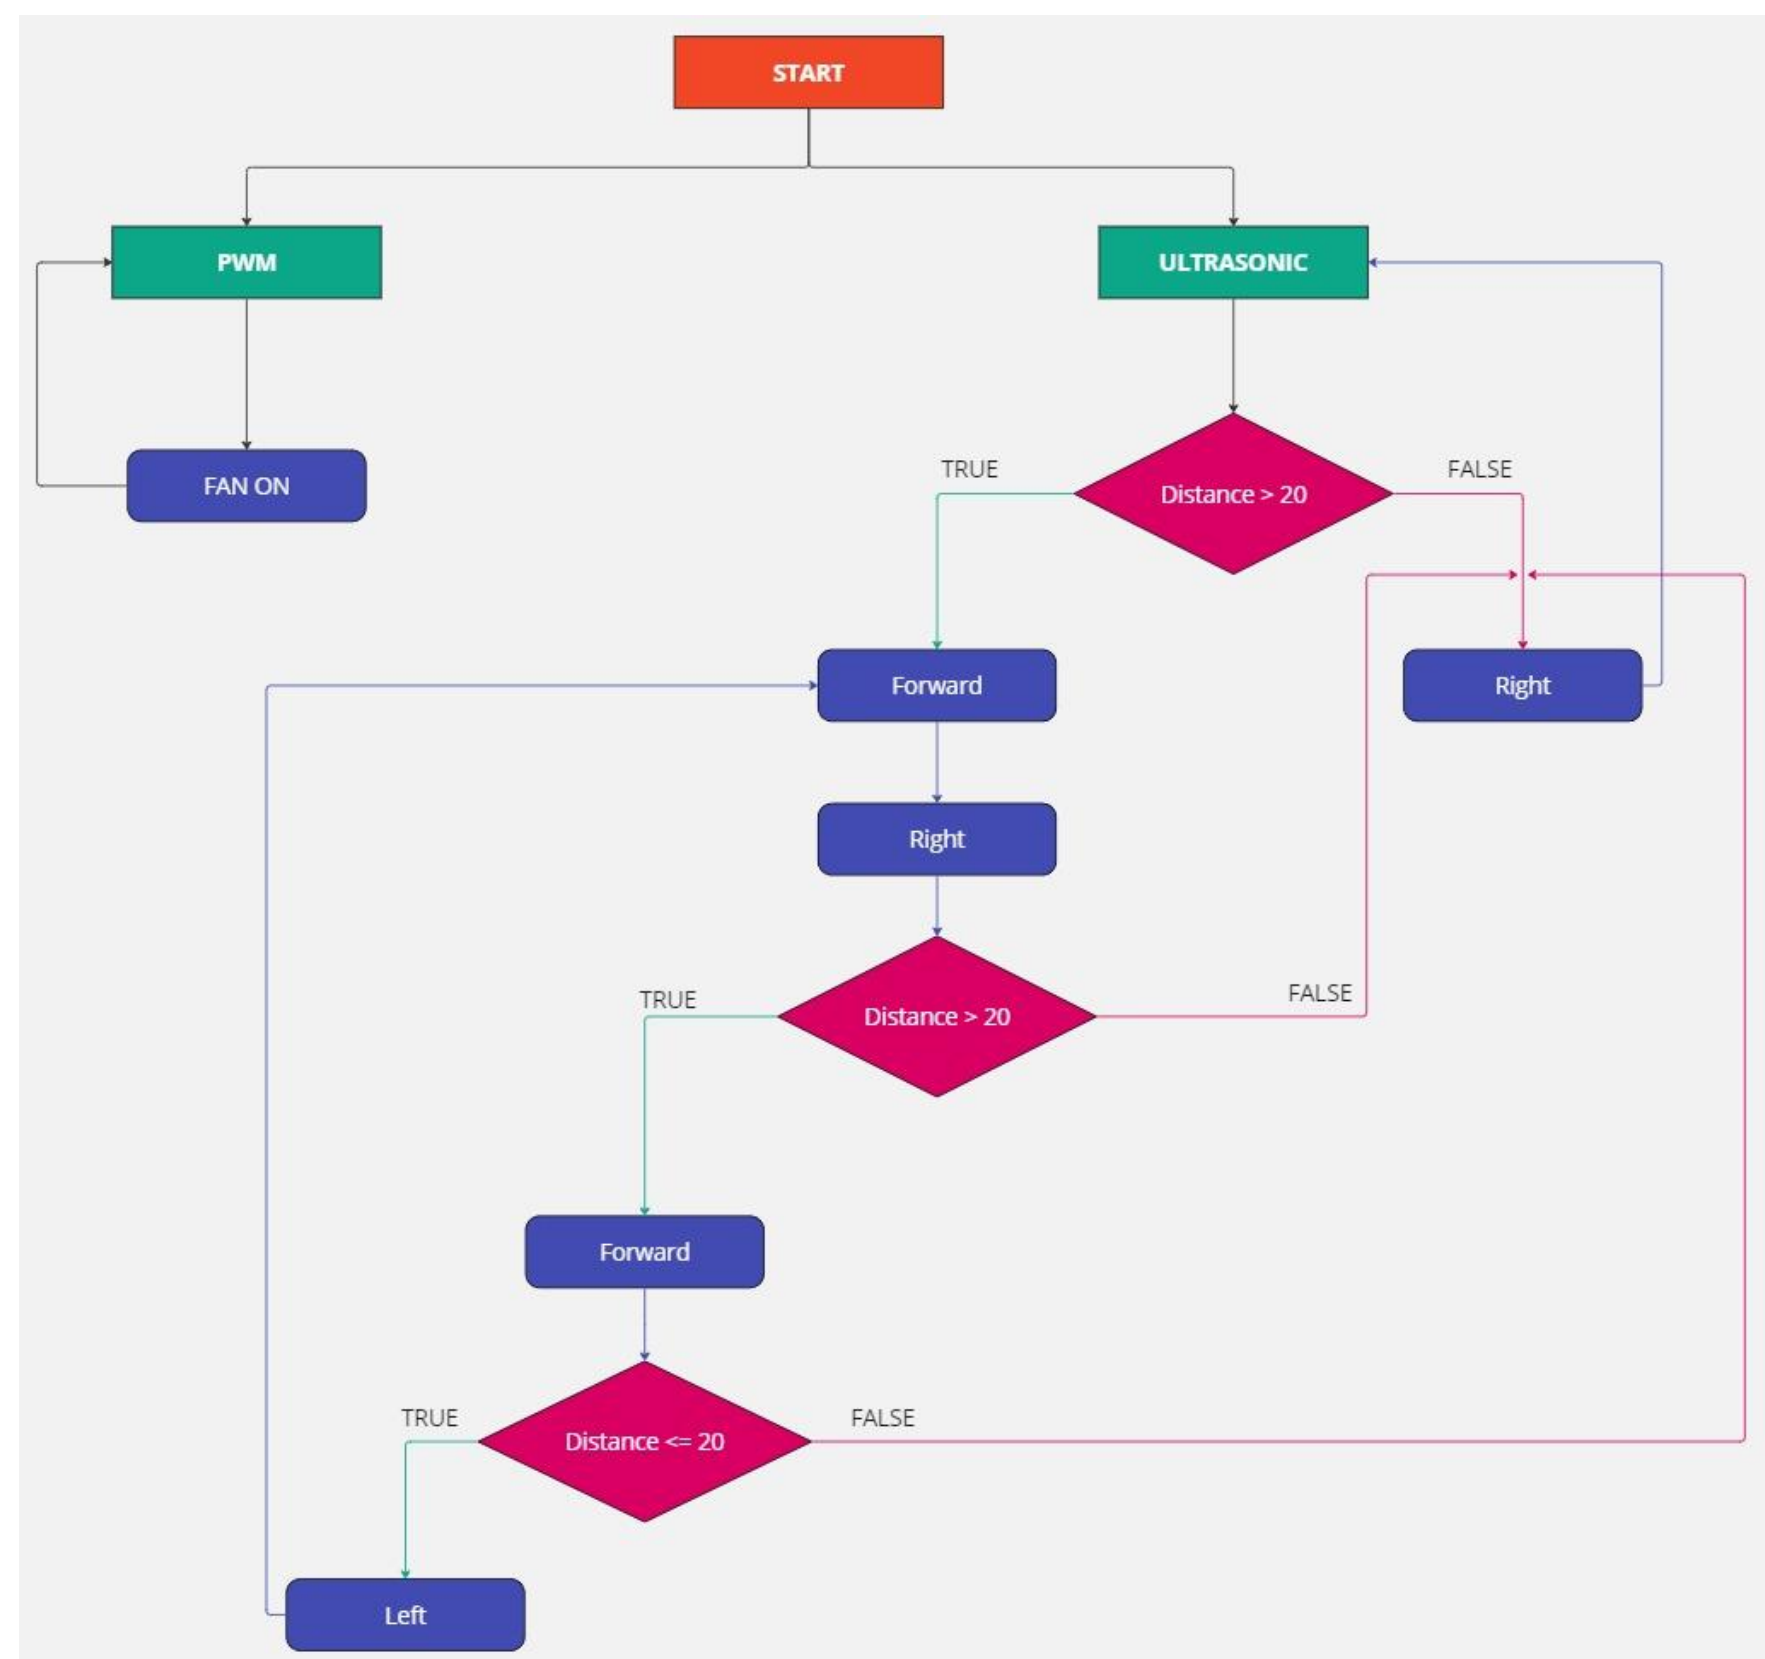 START
PWM
ULTRASONIC
FAN ON
TRUE
FALSE
Distance > 20
Forward
Right
Right
TRUE
FALSE
Distance > 20
Forward
TRUE
FALSE
Distance <= 20
Left